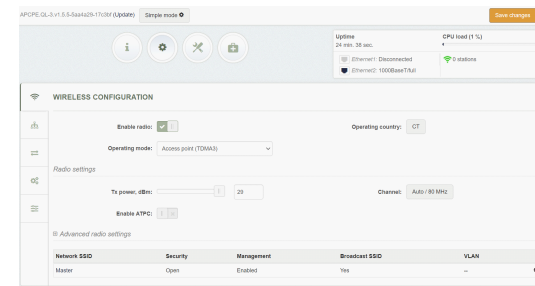 APCPE.QL-3.v1.5.5-5aa4a29-17c3bf (Update) Simple mode Save changes
Uptime CPU load (1 %)
24 min. 38 sec.
Ethernet1: Disconnected 0 stations
Ethernet2: 1000BaseT/full
WIRELESS CONFIGURATION
Enable radio: Operating country: CT
Operating mode: Access point (TDMA3)
Radio settings
Tx power, dBm: 29 Channel: Auto / 80 MHz
Enable ATPC:
Advanced radio settings
Network SSID Security Management Broadcast SSID VLAN
Master Open Enabled Yes –